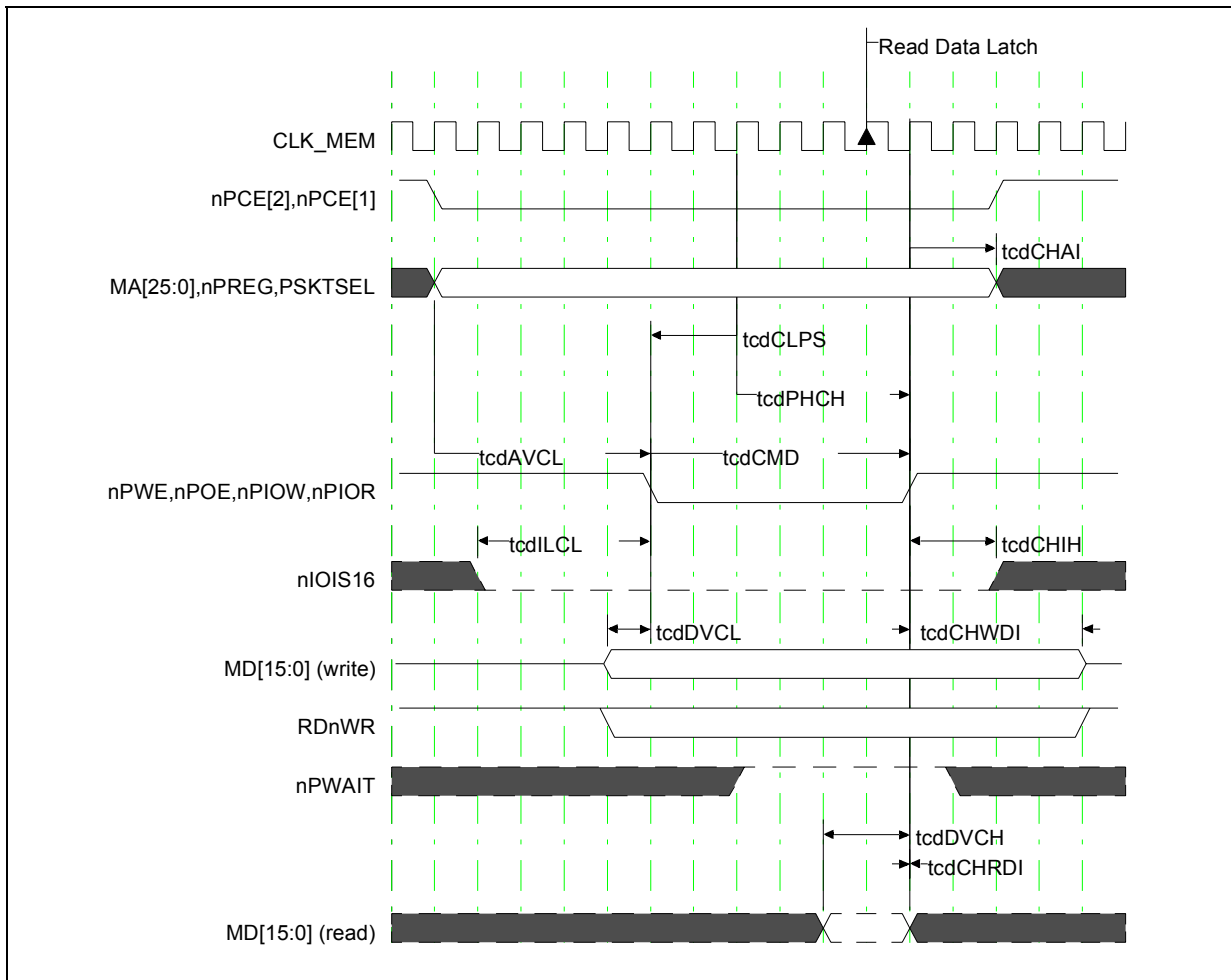 Read Data Latch
CLK_MEM
nPCE[2],nPCE[1]
tcdCHAI
MA[25:0],nPREG,PSKTSEL
tcdCLPS
tcdPHCH
tcdAVCL
tcdCMD
nPWE,nPOE,nPIOW,nPIOR
tcdILCL
tcdCHIH
nIOIS16
tcdDVCL
tcdCHWDI
MD[15:0] (write)
RDnWR
nPWAIT
tcdDVCH
tcdCHRDI
MD[15:0] (read)